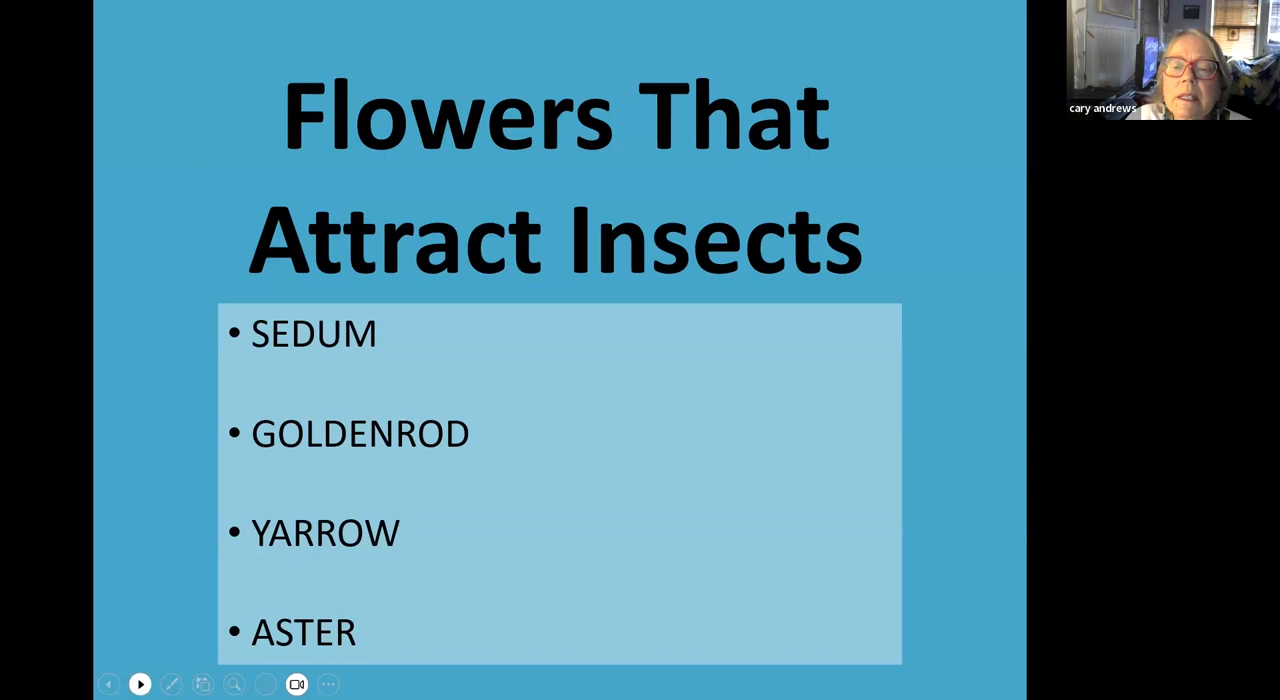 Flowers That
Attract Insects
• SEDUM
• GOLDENROD
• YARROW
• ASTER
cary andrews